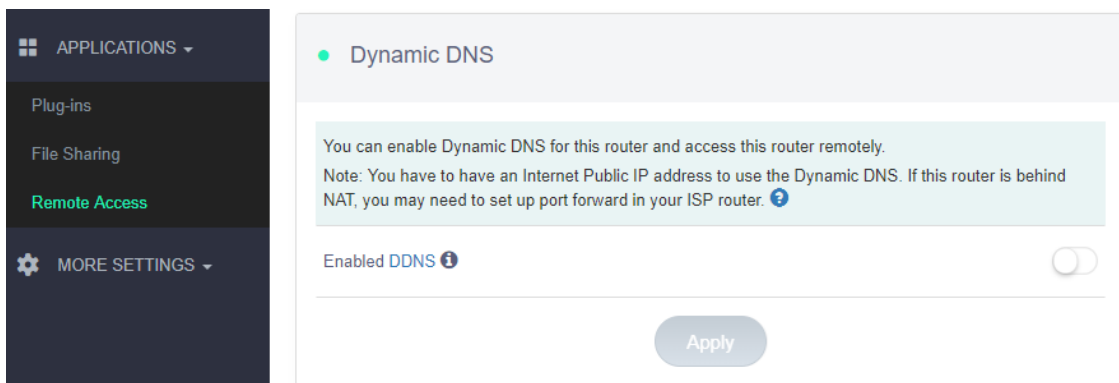 APPLICATIONS
Plug-ins
File Sharing
Remote Access
MORE SETTINGS
Dynamic DNS
You can enable Dynamic DNS for this router and access this router remotely.
Note: You have to have an Internet Public IP address to use the Dynamic DNS. If this router is behind
NAT, you may need to set up port forward in your ISP router.
Enabled DDNS
Apply